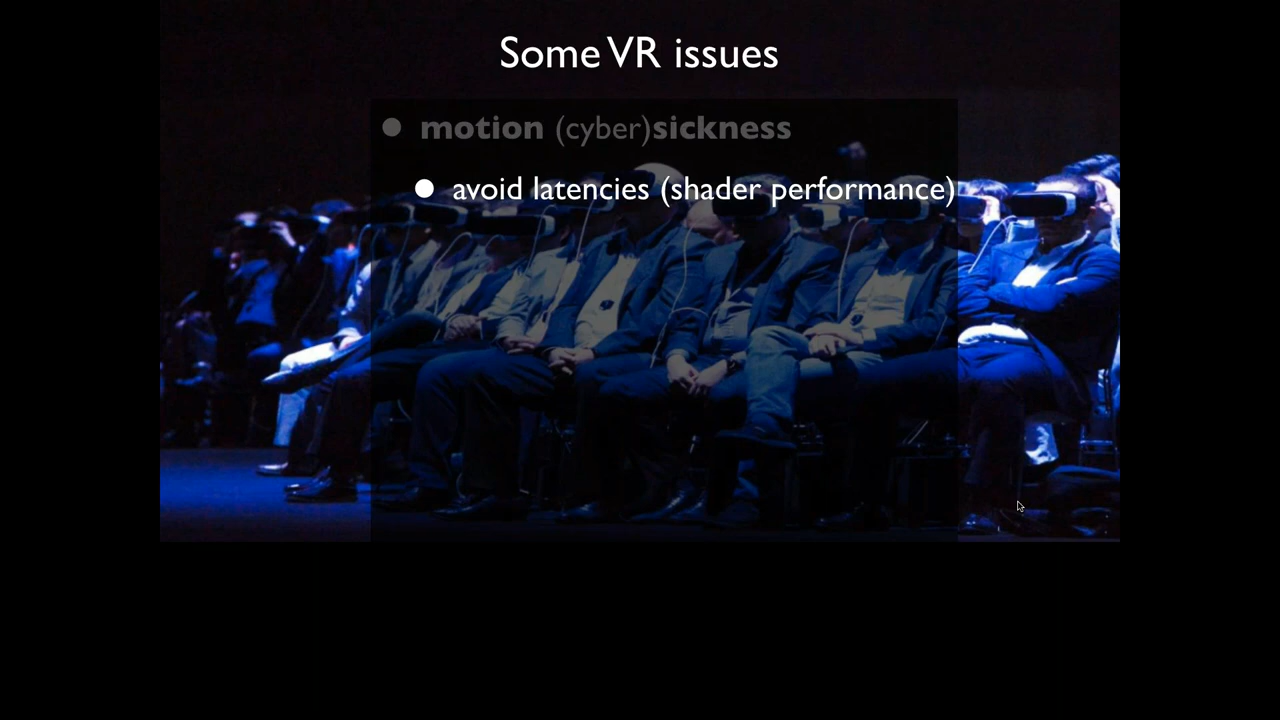 Some VR issues
motion (cyber)sickness
avoid latencies (shader performance)